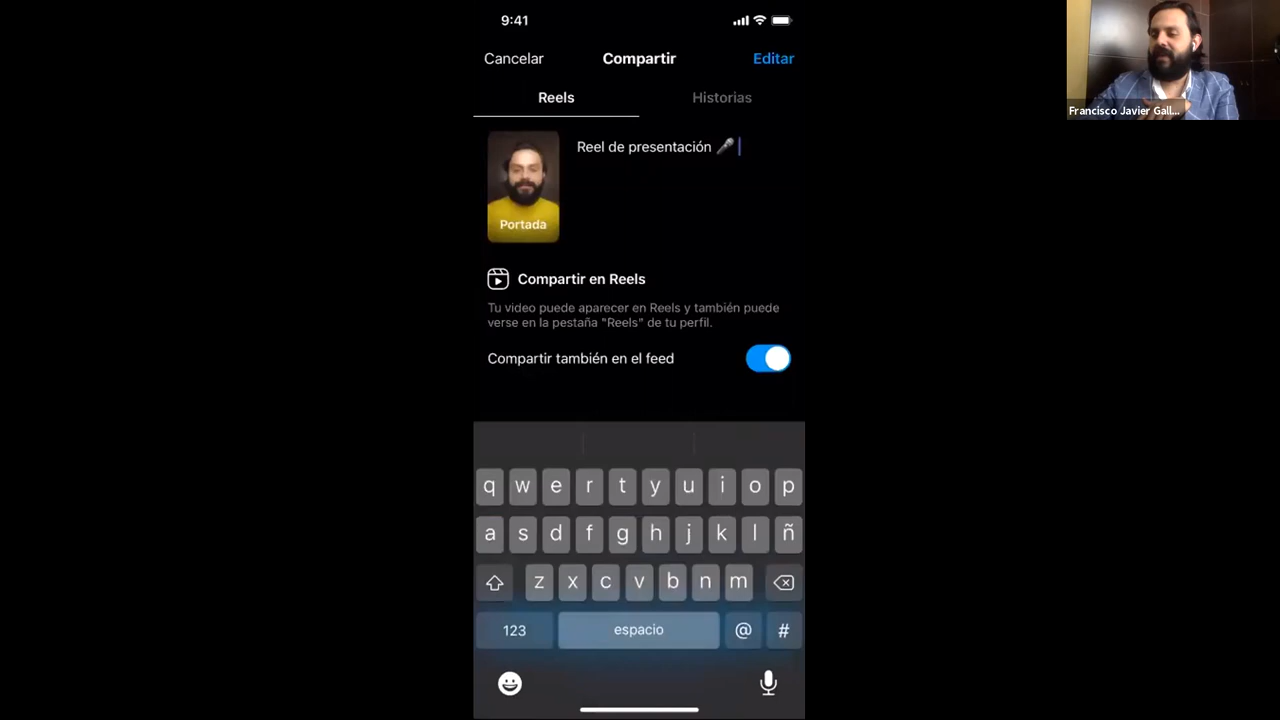 9:41
Cancelar
Compartir
Editar
Reels
Historias
Reel de presentación 🎤
Portada
Compartir en Reels
Tu video puede aparecer en Reels y también puede
verse en la pestaña "Reels" de tu perfil.
Compartir también en el feed
q w e r t y u i o p
a s d f g h j k l ñ
z x c v b n m
123 espacio @ #
Francisco Javier Gall...